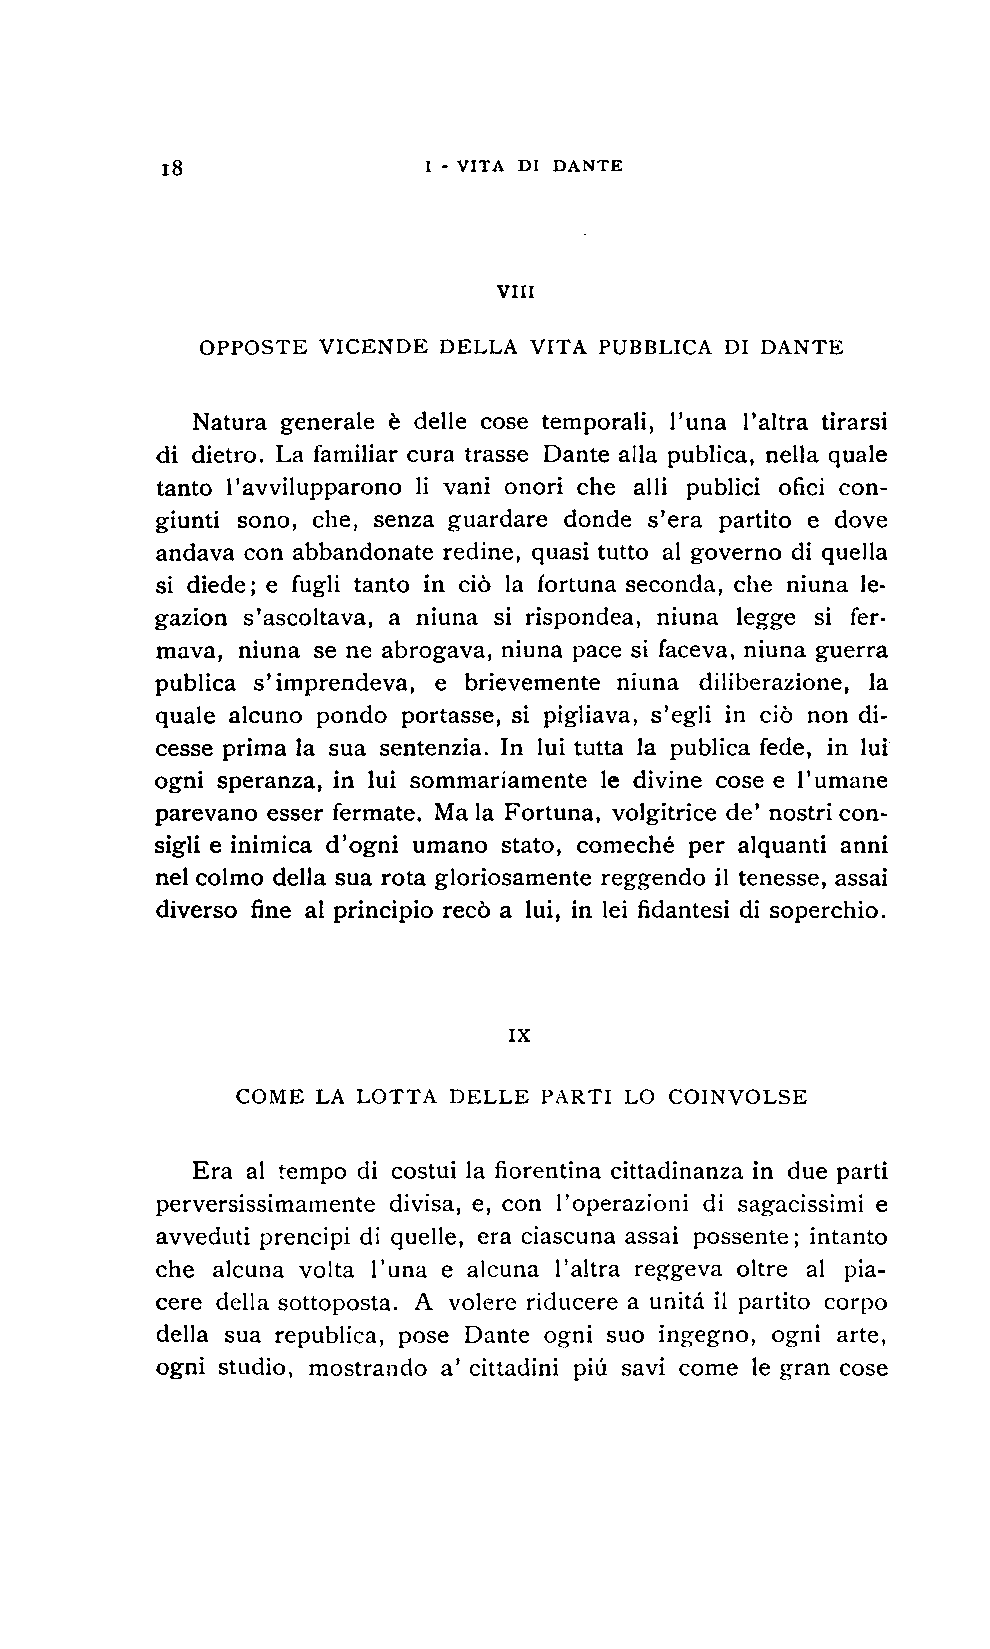 18 I - VITA DI DANTE
VIII
OPPOSTE VICENDE DELLA VITA PUBBLICA DI DANTE
Natura generale è delle cose temporali, l'una l'altra tirarsi
di dietro. La familiar cura trasse Dante alla publica, nella quale
tanto l'avvilupparono li vani onori che alli publici ofici con-
giunti sono, che, senza guardare donde s'era partito e dove
andava con abbandonate redine, quasi tutto al governo di quella
si diede; e fugli tanto in ciò la fortuna seconda, che niuna le-
gazion s'ascoltava, a niuna si rispondea, niuna legge si fer-
mava, niuna se ne abrogava, niuna pace si faceva, niuna guerra
publica s'imprendeva, e brievemente niuna diliberazione, la
quale alcuno pondo portasse, si pigliava, s'egli in ciò non di-
cesse prima la sua sentenzia. In lui tutta la publica fede, in lui
ogni speranza, in lui sommariamente le divine cose e l'umane
parevano esser fermate. Ma la Fortuna, volgitrice de' nostri con-
sigli e inimica d'ogni umano stato, comeché per alquanti anni
nel colmo della sua rota gloriosamente reggendo il tenesse, assai
diverso fine al principio recò a lui, in lei fidantesi di soperchio.
IX
COME LA LOTTA DELLE PARTI LO COINVOLSE
Era al tempo di costui la fiorentina cittadinanza in due parti
perversissimamente divisa, e, con l'operazioni di sagacissimi e
avveduti prencipi di quelle, era ciascuna assai possente; intanto
che alcuna volta l'una e alcuna l'altra reggeva oltre al pia-
cere della sottoposta. A volere riducere a unitá il partito corpo
della sua republica, pose Dante ogni suo ingegno, ogni arte,
ogni studio, mostrando a' cittadini piú savi come le gran cose